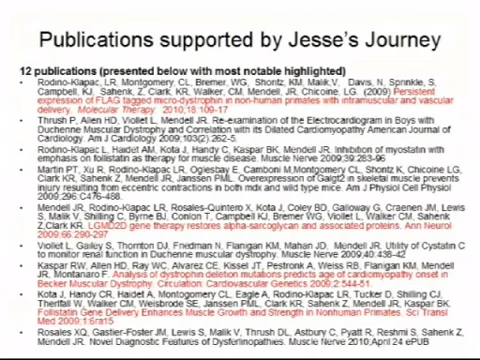 Publications supported by Jesse's Journey
12 publications (presented below with most notable highlighted)
• Rodino-Klapac, LR, Montgomery, CL, Bremer, WG, Shontz, KM, Malik,V, Davis, N, Sprinkle, S,
Campbell, KJ, Sahenk, Z, Clark, KR, Walker, CM, Mendell, JR, Chicoine, LG. (2009) Persistent
expression of FLAG tagged micro-dystrophin in non-human primates with intramuscular and vascular
delivery. Molecular Therapy. 2010;18:109-17
• Thrush P, Allen HD, Viollet L, Mendell JR. Re-examination of the Electrocardiogram in Boys with
Duchenne Muscular Dystrophy and Correlation with its Dilated Cardiomyopathy American Journal of
Cardiology. Am J Cardiology 2009;103(2):262-5.
• Rodino-Klapac L, Haidet AM, Kota J, Handy C, Kaspar BK, Mendell JR. Inhibition of myostatin with
emphasis on follistatin as therapy for muscle disease. Muscle Nerve 2009;39:283-96
• Martin PT, Xu R, Rodino-Klapac LR, Oglesbay E, Camboni M,Montgomery CL, Shontz K, Chicoine LG,
Clark KR, Sahenk Z, Mendell JR, Janssen PML. Overexpression of Galgt2 in skeletal muscle prevents
injury resulting from eccentric contractions in both mdx and wild type mice. Am J Physiol Cell Physiol
2009;296:C476-488.
• Mendell JR, Rodino-Klapac LR, Rosales-Quintero X, Kota J, Coley BD, Galloway G, Craenen JM, Lewis
S, Malik V, Shilling C, Byrne BJ, Conlon T, Campbell KJ, Bremer WG, Viollet L, Walker CM, Sahenk
Z,Clark KR. LGMD2D gene therapy restores alpha-sarcoglycan and associated proteins. Ann Neurol
2009:66:290-297
• Viollet L, Gailey S, Thornton DJ, Friedman N, Flanigan KM, Mahan JD, Mendell JR. Utility of Cystatin C
to monitor renal function in Duchenne muscular dystrophy. Muscle Nerve 2009;40:438-42
• Kaspar RW, Allen HD, Ray WC, Alvarez CE, Kissel JT, Pestronk A, Weiss RB, Flanigan KM, Mendell
JR, Montanaro F. Analysis of dystrophin deletion mutations predicts age of cardiomyopathy onset in
Becker Muscular Dystrophy. Circulation: Cardiovascular Genetics 2009:2:544-51.
• Kota J, Handy CR, Haidet A, Montgomery CL, Eagle A, Rodino-Klapac LR, Tucker D, Shilling CJ,
Therlfall W, Walker CM, Weisbrode SE, Janssen PML, Clark KR, Sahenk Z, Mendell JR, Kaspar BK.
Follistatin Gene Delivery Enhances Muscle Growth and Strength in Nonhuman Primates. Sci Transl
Med 2009;1:6ra15
• Rosales XQ, Gastier-Foster JM, Lewis S, Malik V, Thrush DL, Astbury C, Pyatt R, Reshmi S, Sahenk Z,
Mendell JR. Novel Diagnostic Features of Dysferlinopathies. Muscle Nerve 2010;April 24 ePUB